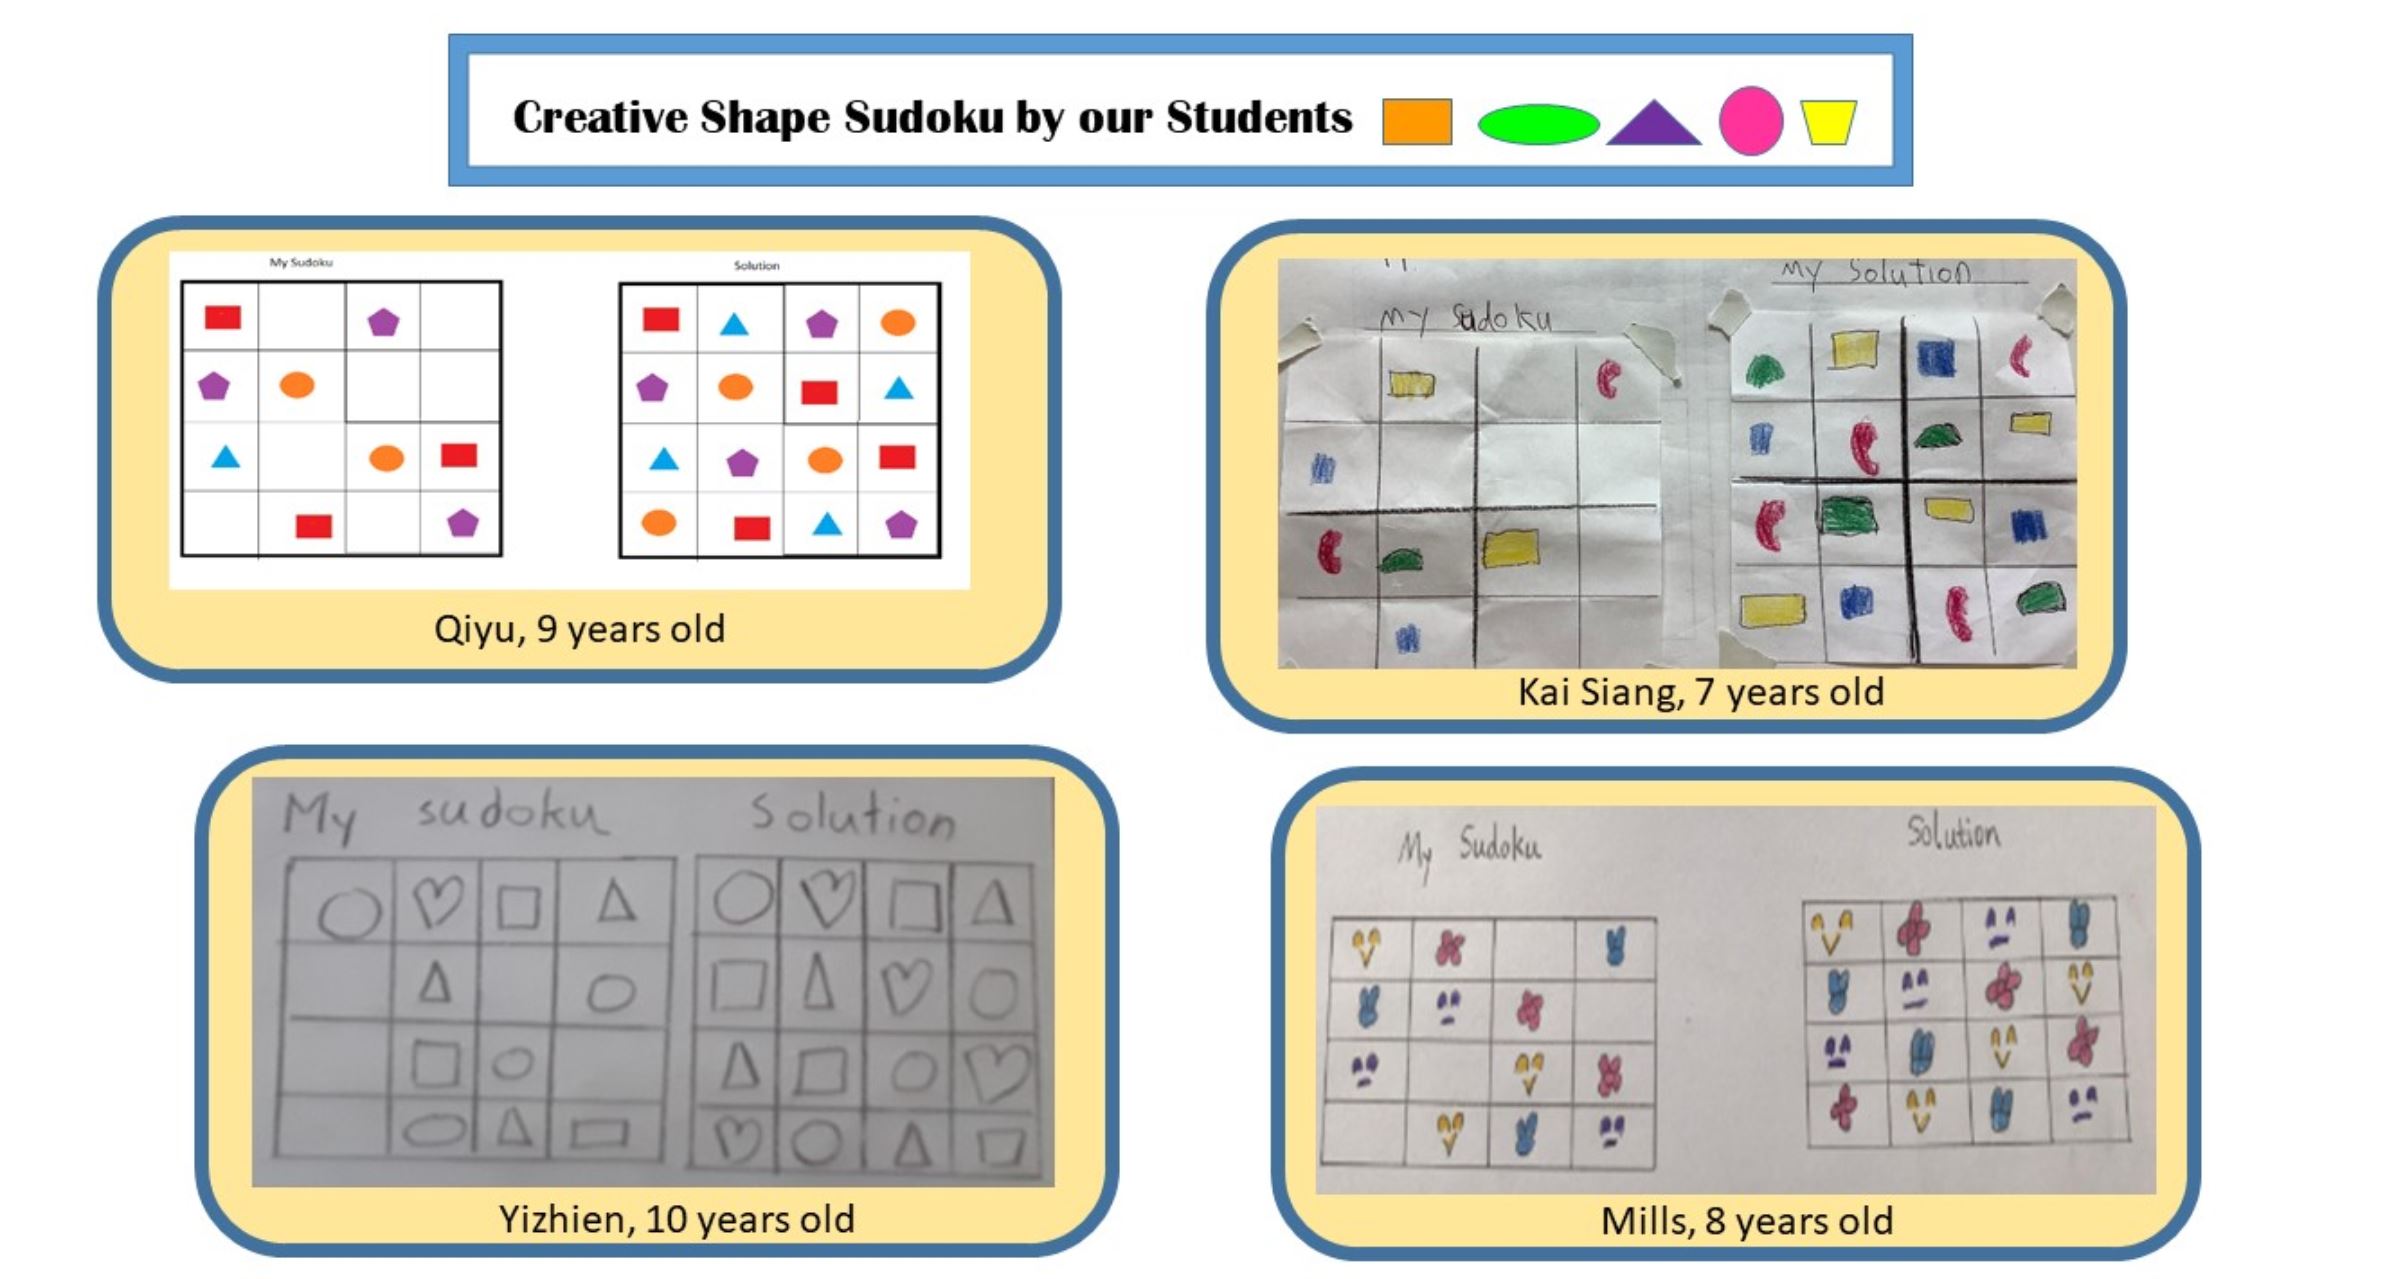 Creative Shape Sudoku by our Students
My Sudoku
Solution
Qiyu, 9 years old
My Solution
My Sudoku
Kai Siang, 7 years old
My sudoku
Solution
Yizhien, 10 years old
My Sudoku
Solution
Mills, 8 years old